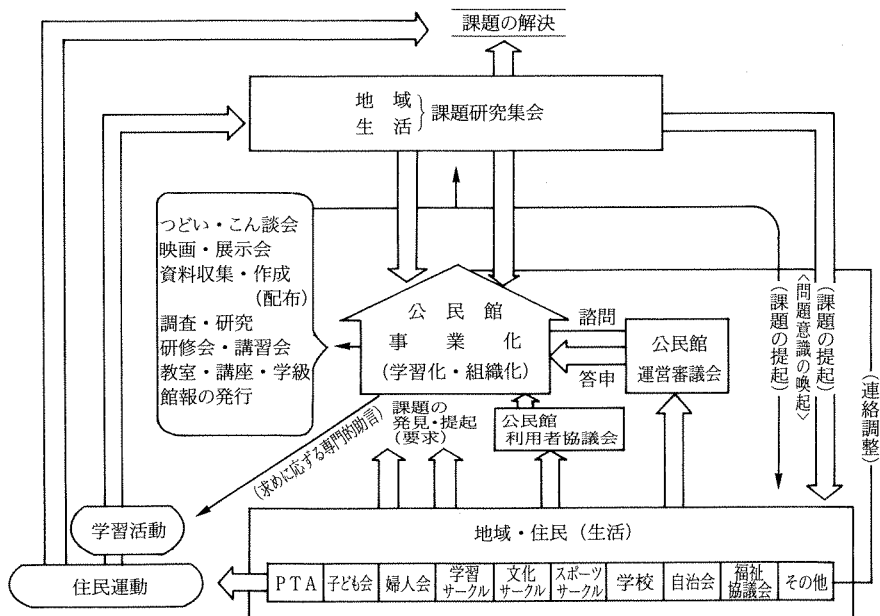 課題の解決
地域
生活
課題研究集会
つどい・こん談会
映画・展示会
資料収集・作成
(配布)
調査・研究
研修会・講習会
教室・講座・学級
館報の発行
公民館
事業化
(学習化・組織化)
諮問
答申
公民館
運営審議会
課題の
発見・提起
(要求)
公民館
利用者協議会
(求めに応ずる専門的助言)
(課題の提起)
〈問題意識の喚起〉
(課題の提起)
(連絡調整)
学習活動
住民運動
地域・住民(生活)
PTA
子ども会
婦人会
学習
サークル
文化
サークル
スポーツ
サークル
学校
自治会
福祉
協議会
その他